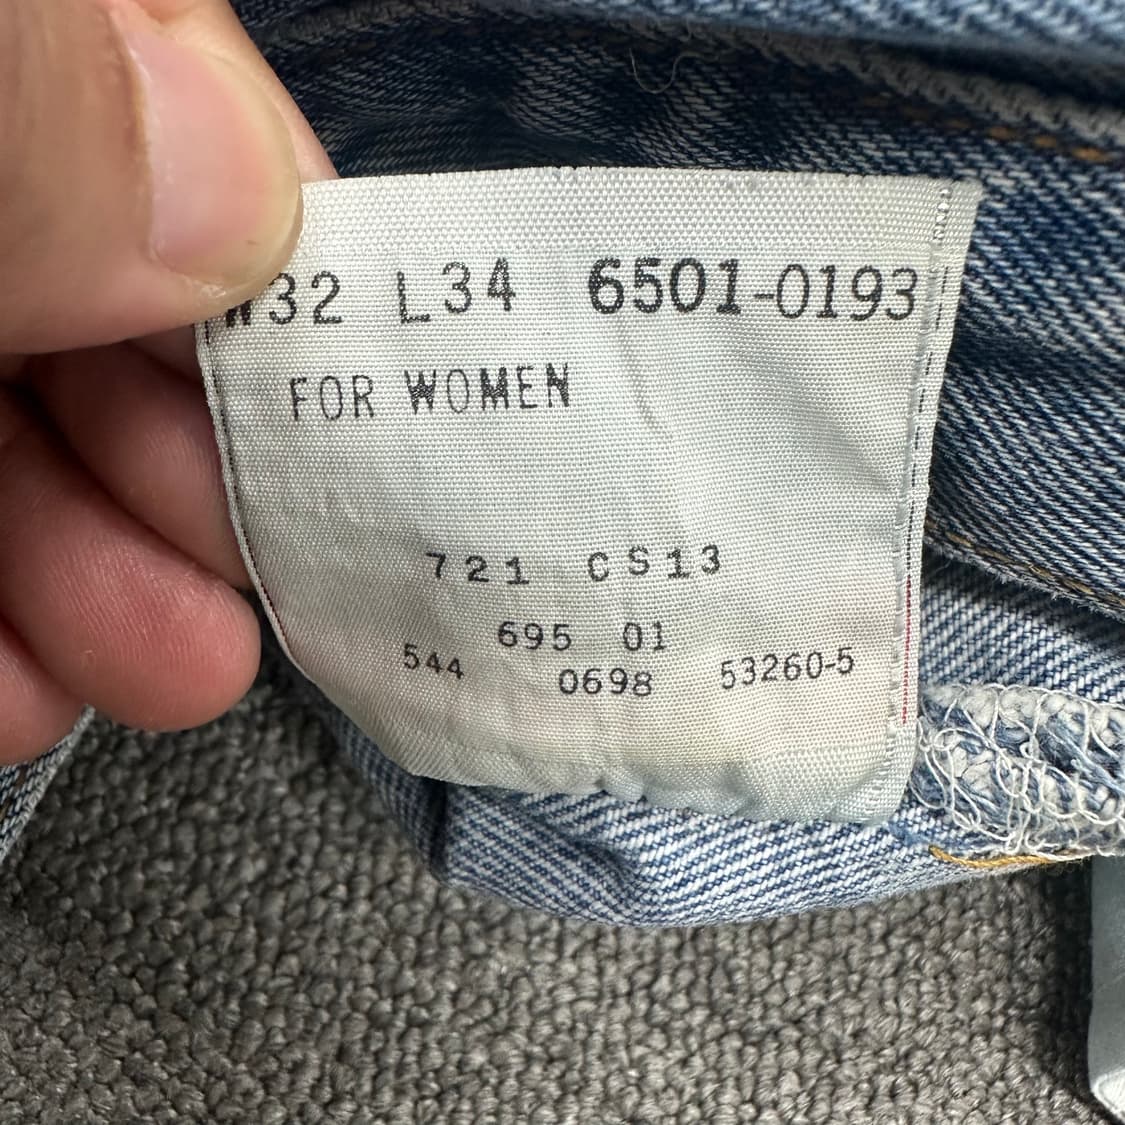 W32 L34 6501-0193
FOR WOMEN
721 CS13
695 01
544 0698 53260-5